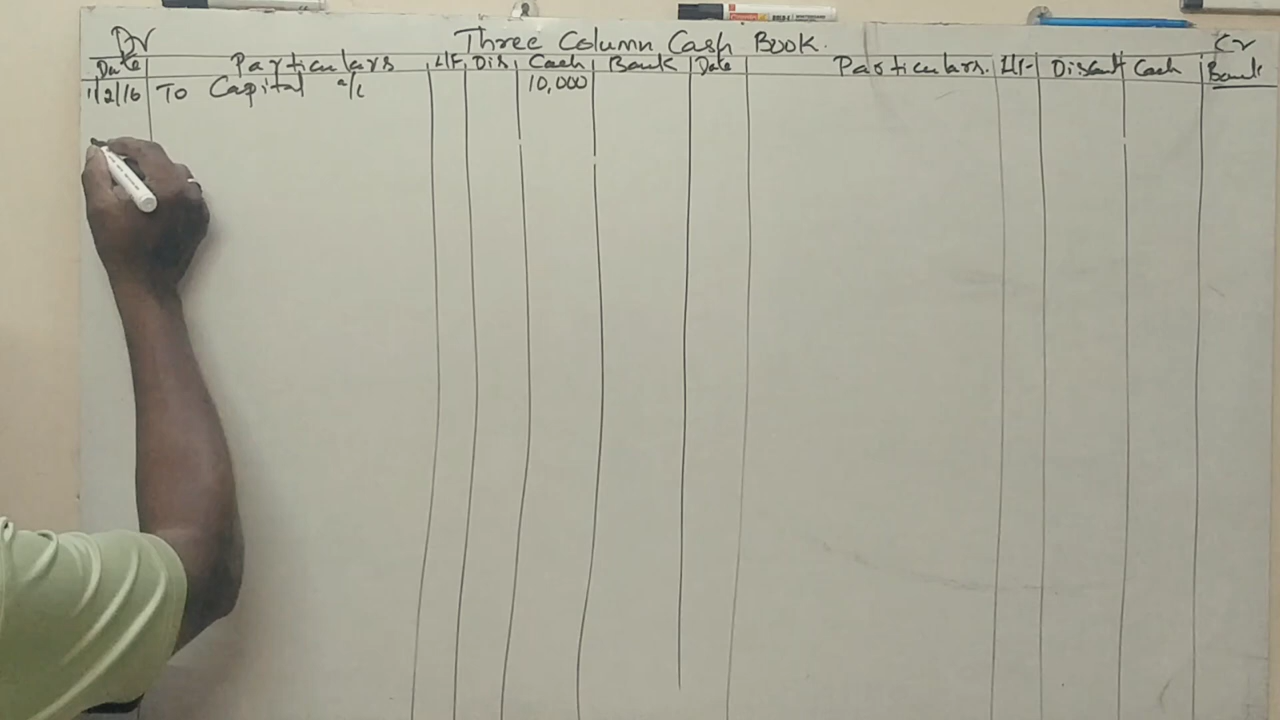 Dr Three Column Cash Book. Cr
Date Particulars L/F Dis Cash Bank Date Particulars. L/F Discount Cash Bank
1/2/16 To Capital a/c 10,000